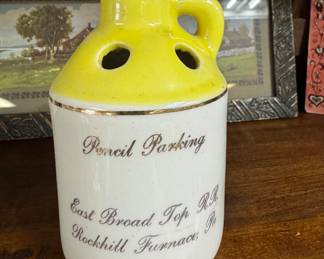 Pencil Parking
East Broad Top R.R.
Rockhill Furnace, Pa